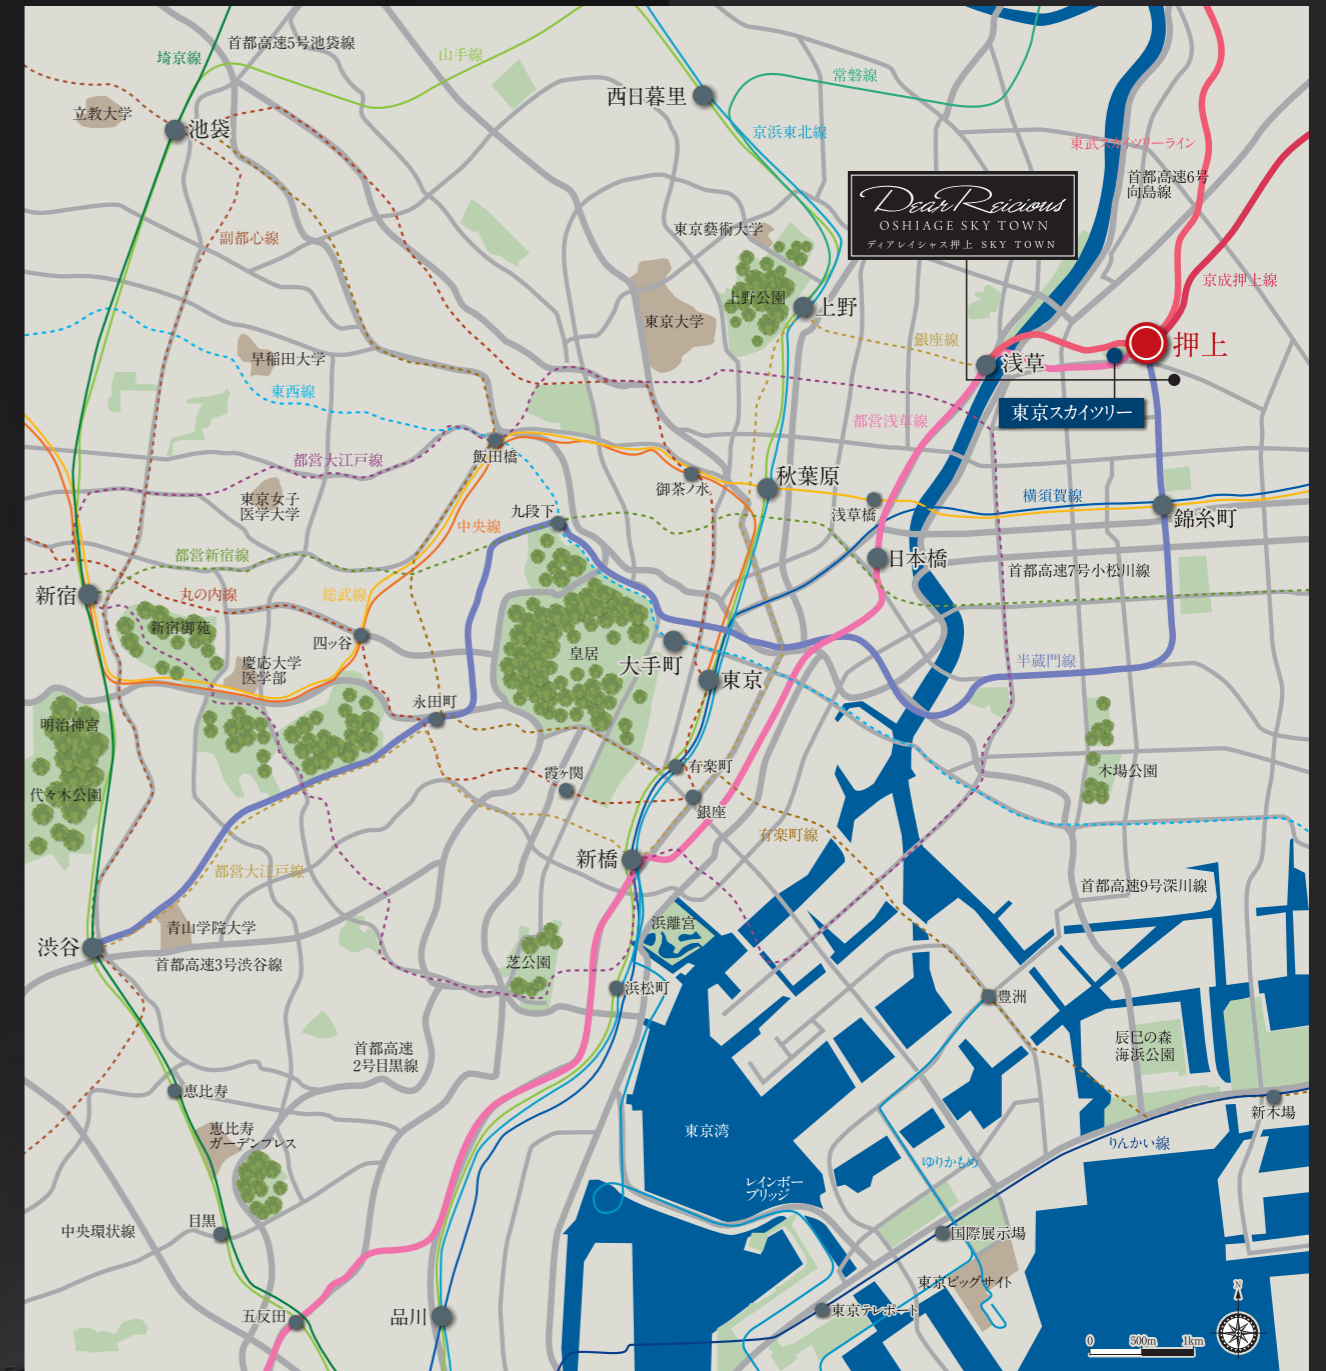 首都高速5号池袋線
埼京線
山手線
常磐線
西日暮里
立教大学
池袋
京浜東北線
東武スカイツリーライン
首都高速6号
向島線
Dear Reicious
OSHIAGE SKY TOWN
ディアレイシャス押上 SKY TOWN
東京藝術大学
副都心線
京成押上線
上野公園
上野
東京大学
銀座線
押上
早稲田大学
浅草
東西線
東京スカイツリー
都営浅草線
飯田橋
都営大江戸線
御茶ノ水
秋葉原
東京女子
医学大学
浅草橋
横須賀線
錦糸町
九段下
中央線
都営新宿線
日本橋
首都高速7号小松川線
新宿
丸の内線
総武線
新宿御苑
四ッ谷
皇居
大手町
慶応大学
医学部
半蔵門線
東京
永田町
明治神宮
有楽町
霞ヶ関
木場公園
代々木公園
銀座
有楽町線
新橋
都営大江戸線
首都高速9号深川線
青山学院大学
浜離宮
渋谷
首都高速3号渋谷線
芝公園
浜松町
豊洲
首都高速
2号目黒線
辰巳の森
海浜公園
恵比寿
新木場
恵比寿
ガーデンプレス
東京湾
りんかい線
ゆりかもめ
レインボー
ブリッジ
目黒
中央環状線
国際展示場
東京ビッグサイト
五反田
品川
東京テレポート
N
0 500m 1km